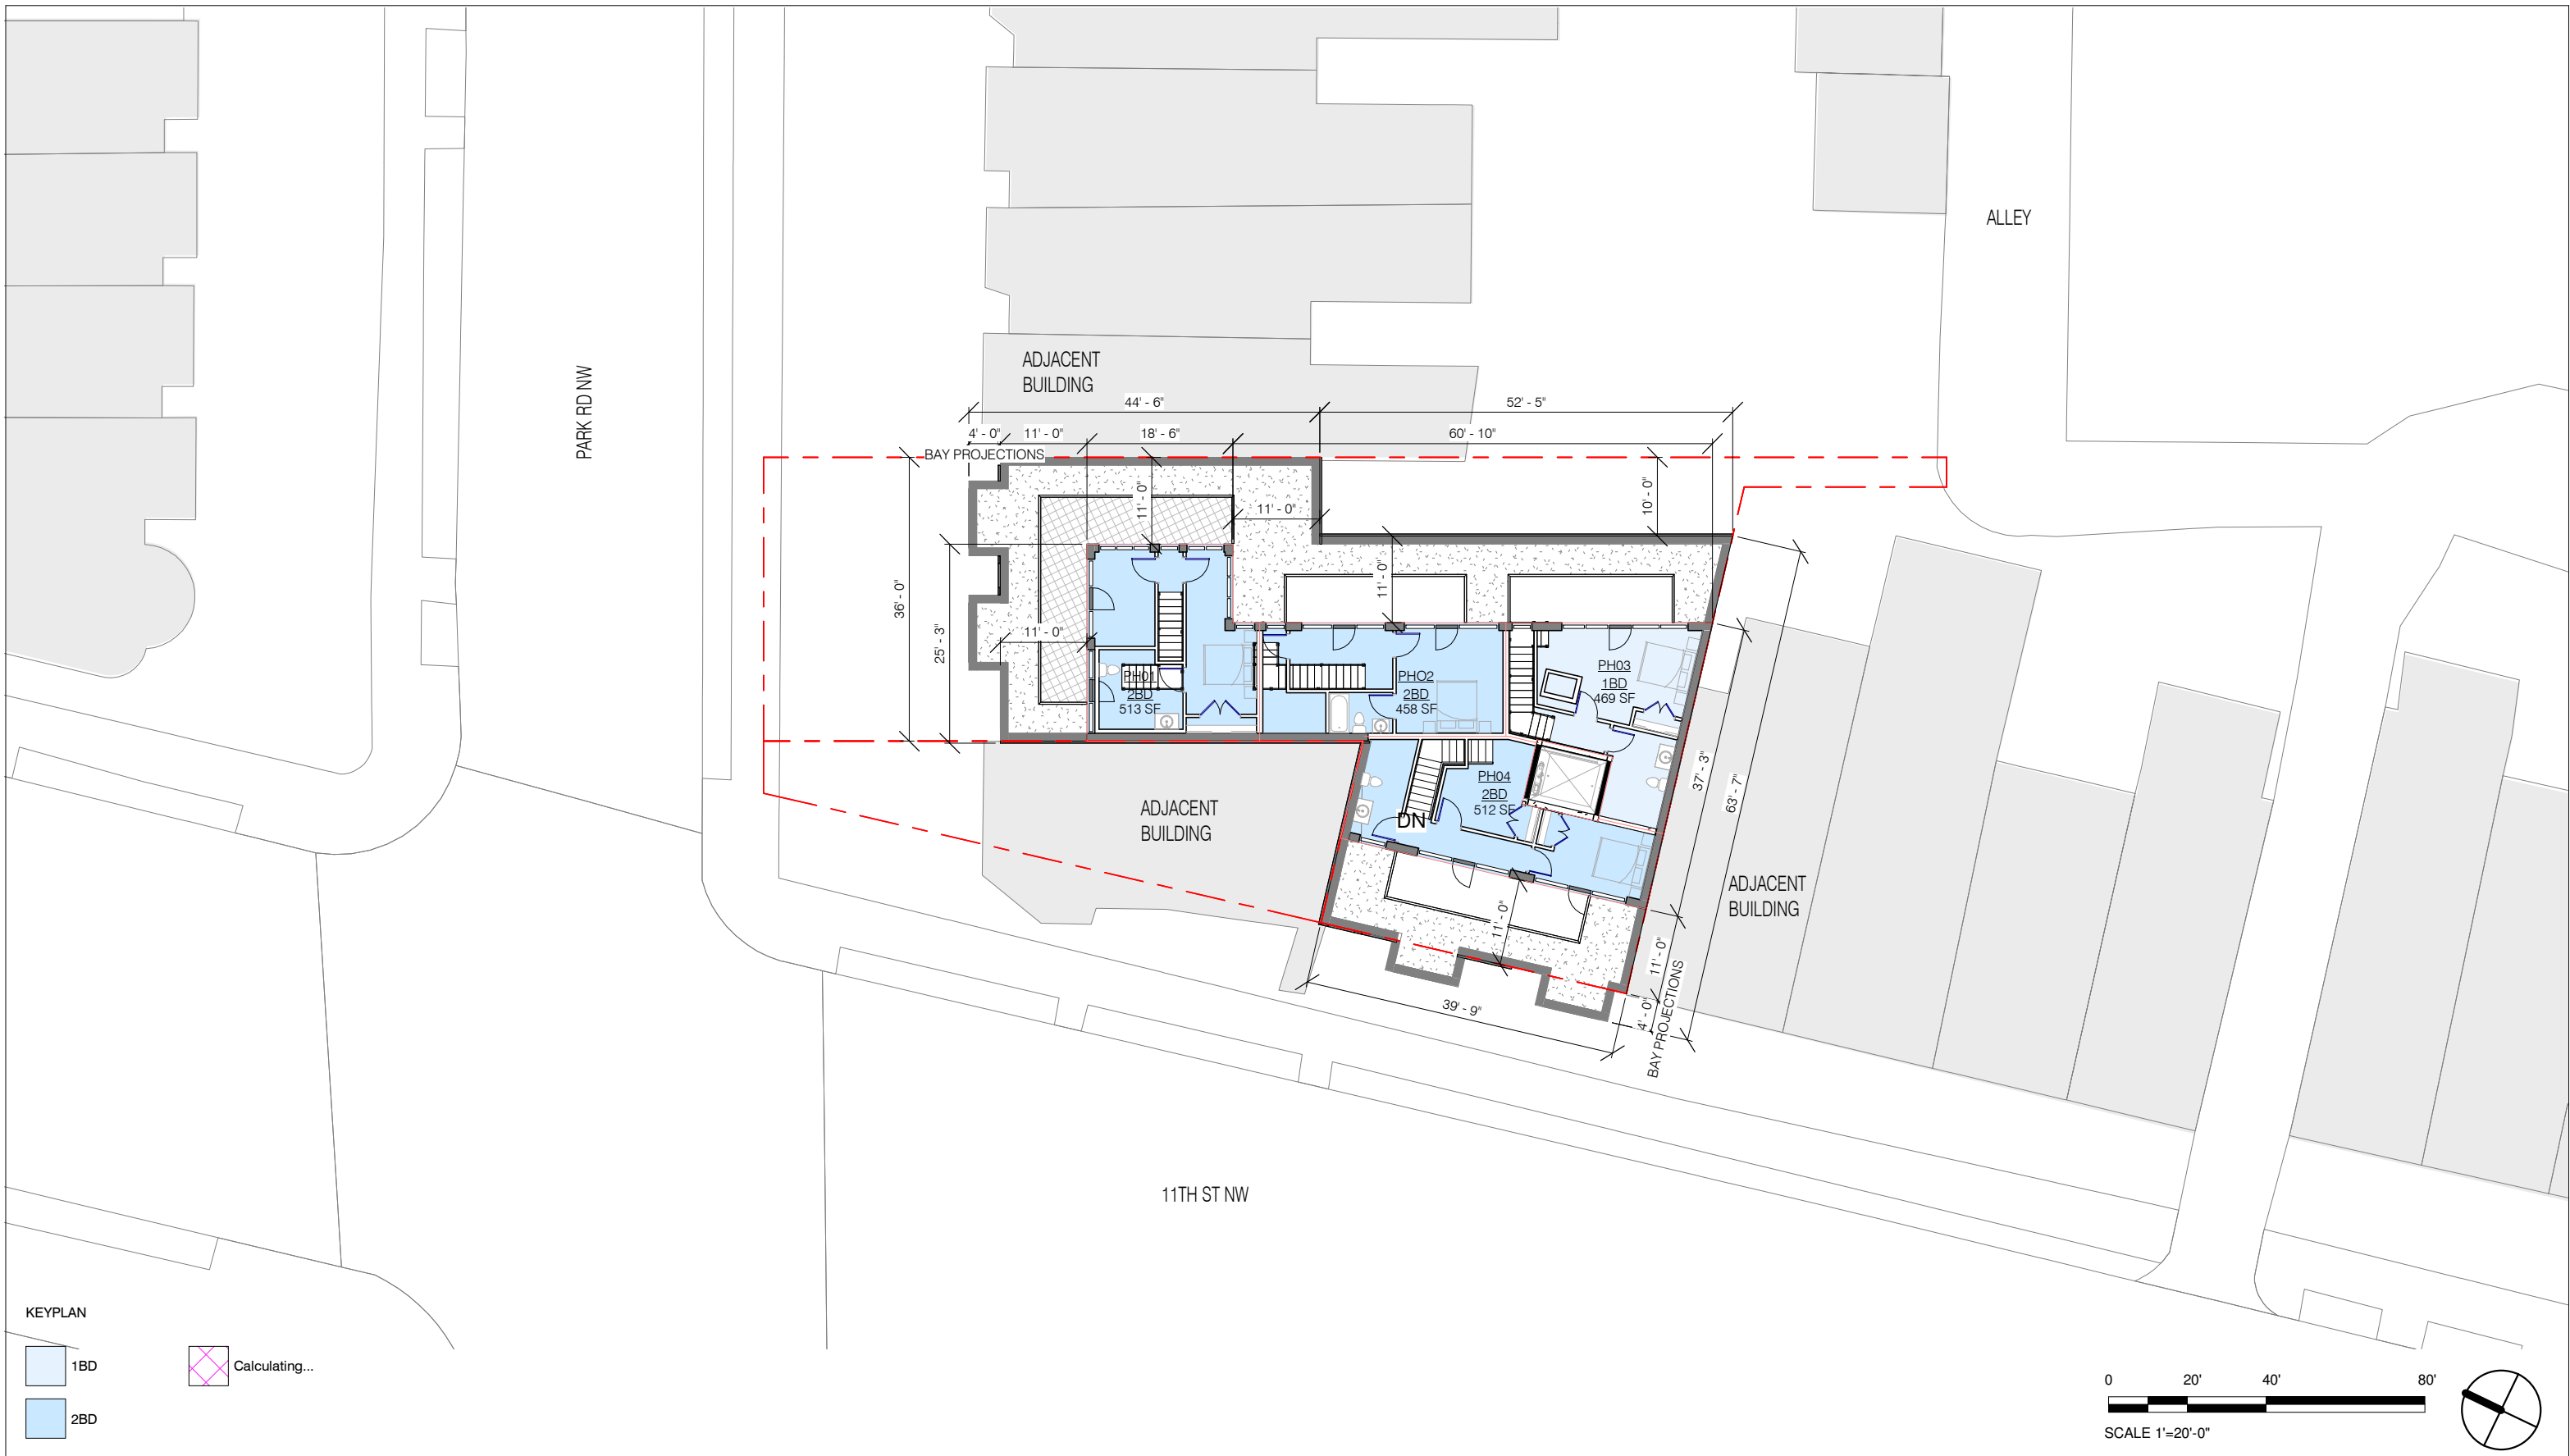 ALLEY
PARK RD NW
ADJACENT
BUILDING
44' - 6"
52' - 5"
4' - 0"
11' - 0"
18' - 6"
60' - 10"
BAY PROJECTIONS
11' - 0"
11' - 0"
10' - 0"
36' - 0"
25' - 3"
11' - 0"
11' - 0"
PH01
2BD
513 SF
PHO2
2BD
458 SF
PH03
1BD
469 SF
PH04
2BD
512 SF
DN
37' - 3"
63' - 7"
ADJACENT
BUILDING
ADJACENT
BUILDING
11' - 0"
11' - 0"
4' - 0"
BAY PROJECTIONS
39' - 9"
11TH ST NW
KEYPLAN
1BD
Calculating...
2BD
0 20' 40' 80'
SCALE 1'=20'-0"